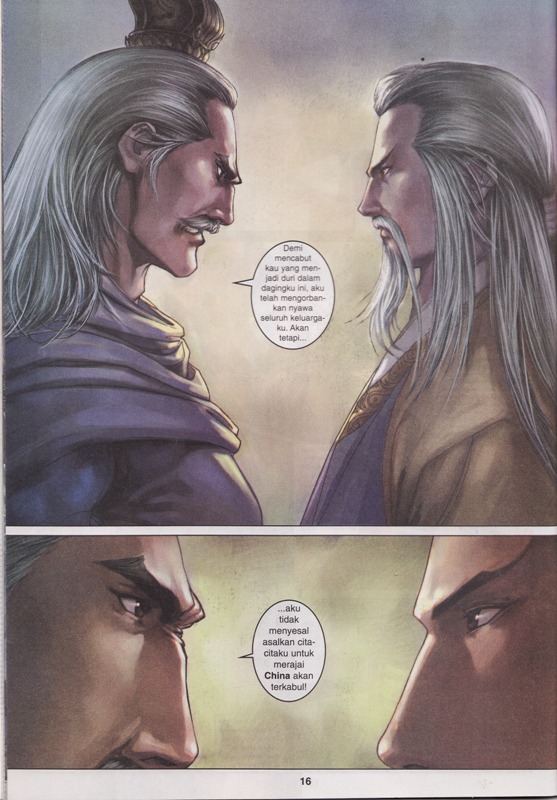 Demi
mencabut
kau yang men-
jadi duri dalam
dagingku ini, aku
telah mengorban-
kan nyawa
seluruh keluarga-
ku. Akan
tetapi...
...aku
tidak
menyesal
asalkan cita-
citaku untuk
merajai
China akan
terkabul!
16